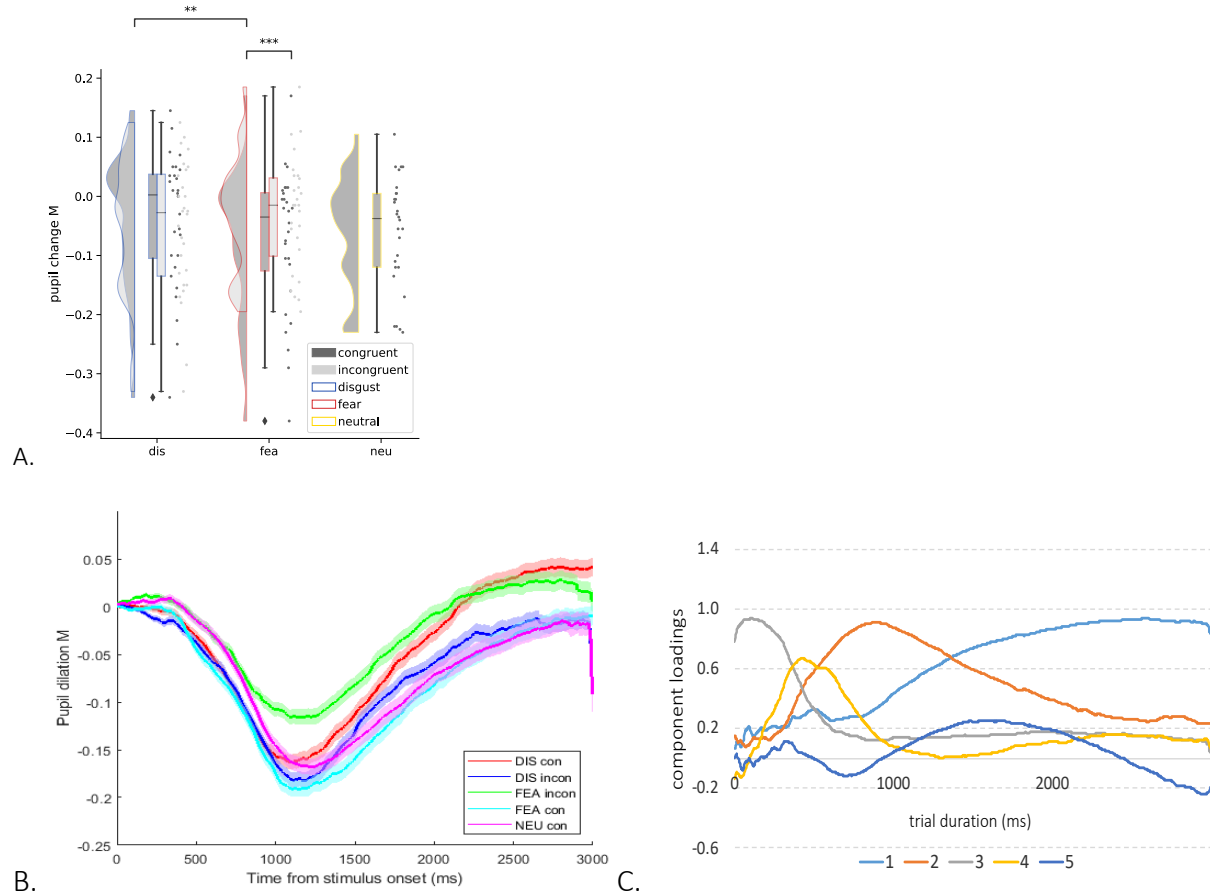 **
***
pupil change M
0.2
0.1
0.0
−0.1
−0.2
−0.3
−0.4
congruent
incongruent
disgust
fear
neutral
dis
fea
neu
A.
Pupil dilation M
0.05
0
-0.05
-0.1
-0.15
-0.2
-0.25
DIS con
DIS incon
FEA incon
FEA con
NEU con
0
500
1000
1500
2000
2500
3000
Time from stimulus onset (ms)
B.
component loadings
1.4
1.0
0.6
0.2
-0.2
-0.6
0
1000
2000
trial duration (ms)
1
2
3
4
5
C.